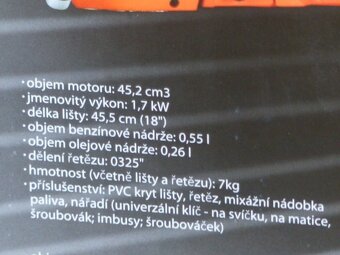 · objem motoru: 45,2 cm3
· jmenovitý výkon: 1,7 kW
· délka lišty: 45,5 cm (18")
· objem benzínové nádrže: 0,55 l
· objem olejové nádrže: 0,26 l
· dělení řetězu: 0325"
· hmotnost (včetně lišty a řetězu): 7kg
· příslušenství: PVC kryt lišty, řetěz, mixážní nádobka
paliva, nářadí (univerzální klíč - na svíčku, na matice,
šroubovák; imbusy; šroubováček)